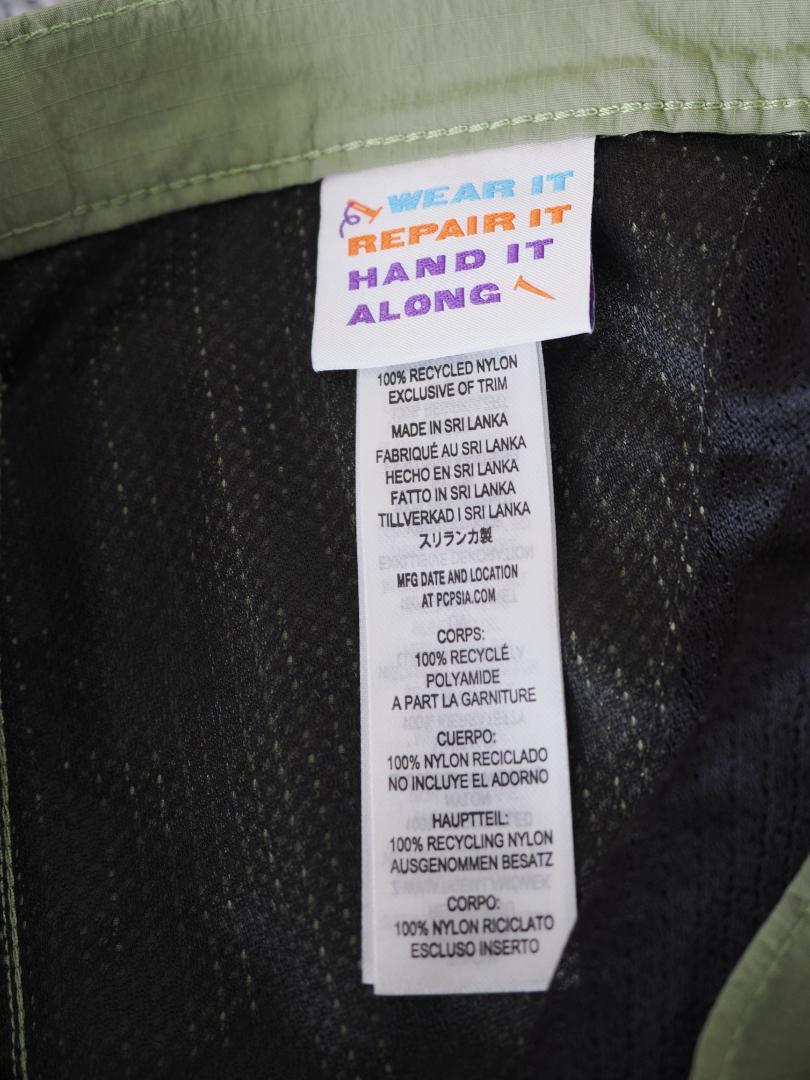 WEAR IT
REPAIR IT
HAND IT
ALONG
100% RECYCLED NYLON
EXCLUSIVE OF TRIM
MADE IN SRI LANKA
FABRIQUÉ AU SRI LANKA
HECHO EN SRI LANKA
FATTO IN SRI LANKA
TILLVERKAD I SRI LANKA
スリランカ製
MFG DATE AND LOCATION
AT PCPSIA.COM
CORPS:
100% RECYCLÉ
POLYAMIDE
A PART LA GARNITURE
CUERPO:
100% NYLON RECICLADO
NO INCLUYE EL ADORNO
HAUPTTEIL:
100% RECYCLING NYLON
AUSGENOMMEN BESATZ
CORPO:
100% NYLON RICICLATO
ESCLUSO INSERTO